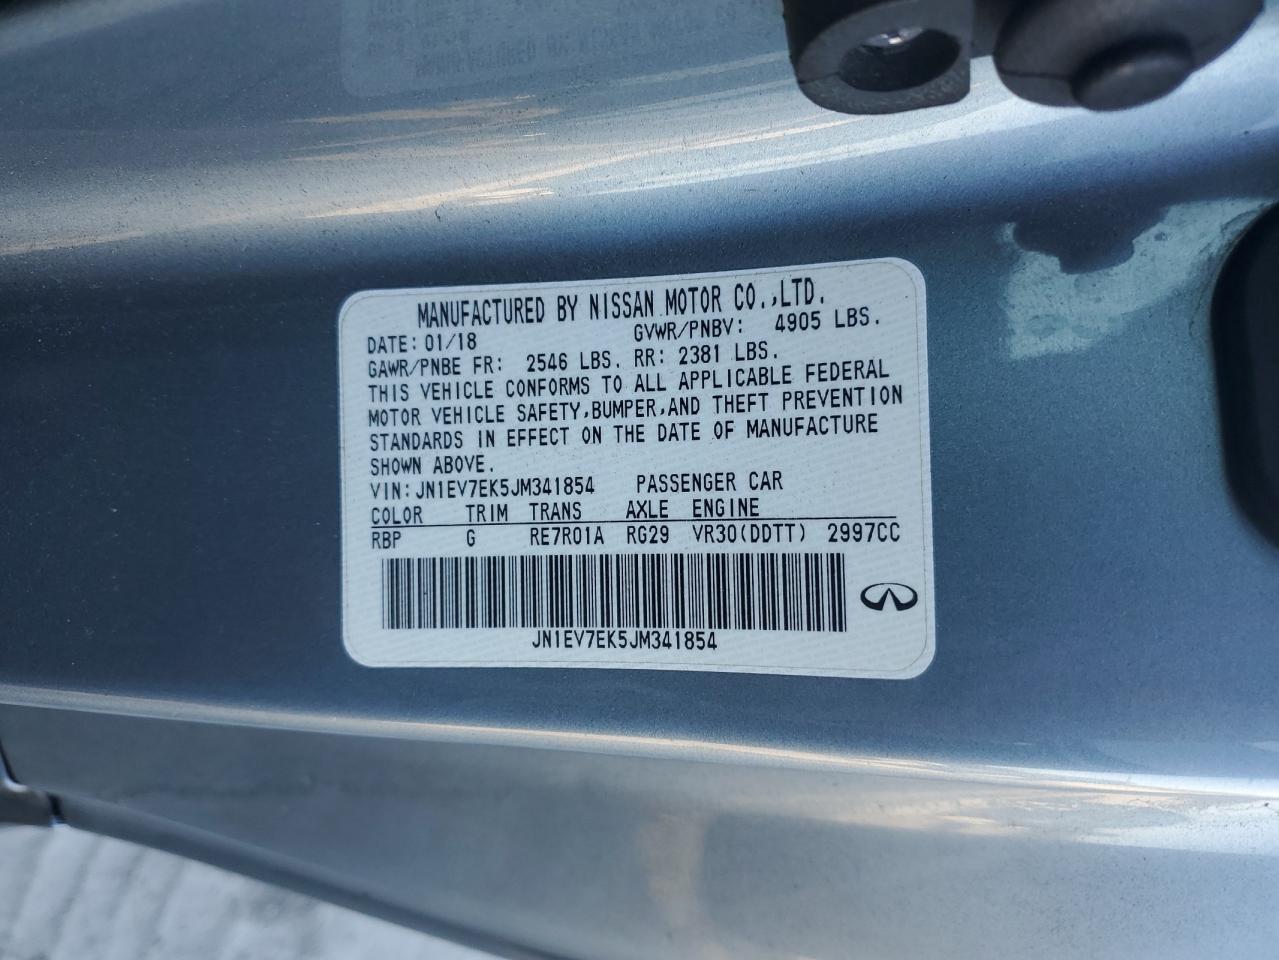 MANUFACTURED BY NISSAN MOTOR CO.,LTD.
DATE: 01/18 GVWR/PNBV: 4905 LBS.
GAWR/PNBE FR: 2546 LBS. RR: 2381 LBS.
THIS VEHICLE CONFORMS TO ALL APPLICABLE FEDERAL
MOTOR VEHICLE SAFETY,BUMPER,AND THEFT PREVENTION
STANDARDS IN EFFECT ON THE DATE OF MANUFACTURE
SHOWN ABOVE.
VIN:JN1EV7EK5JM341854 PASSENGER CAR
COLOR TRIM TRANS AXLE ENGINE
RBP G RE7R01A RG29 VR30(DDTT) 2997CC
JN1EV7EK5JM341854